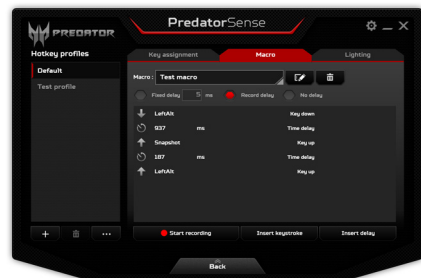 PREDATOR
PredatorSense
Hotkey profiles
Key assignment
Macro
Lighting
Default
Test profile
Macro : Test macro
Fixed delay 5 ms Record delay No delay
LeftAlt Key down
937 ms Time delay
Snapshot Key up
187 ms Time delay
LeftAlt Key up
Start recording
Insert keystroke
Insert delay
Back